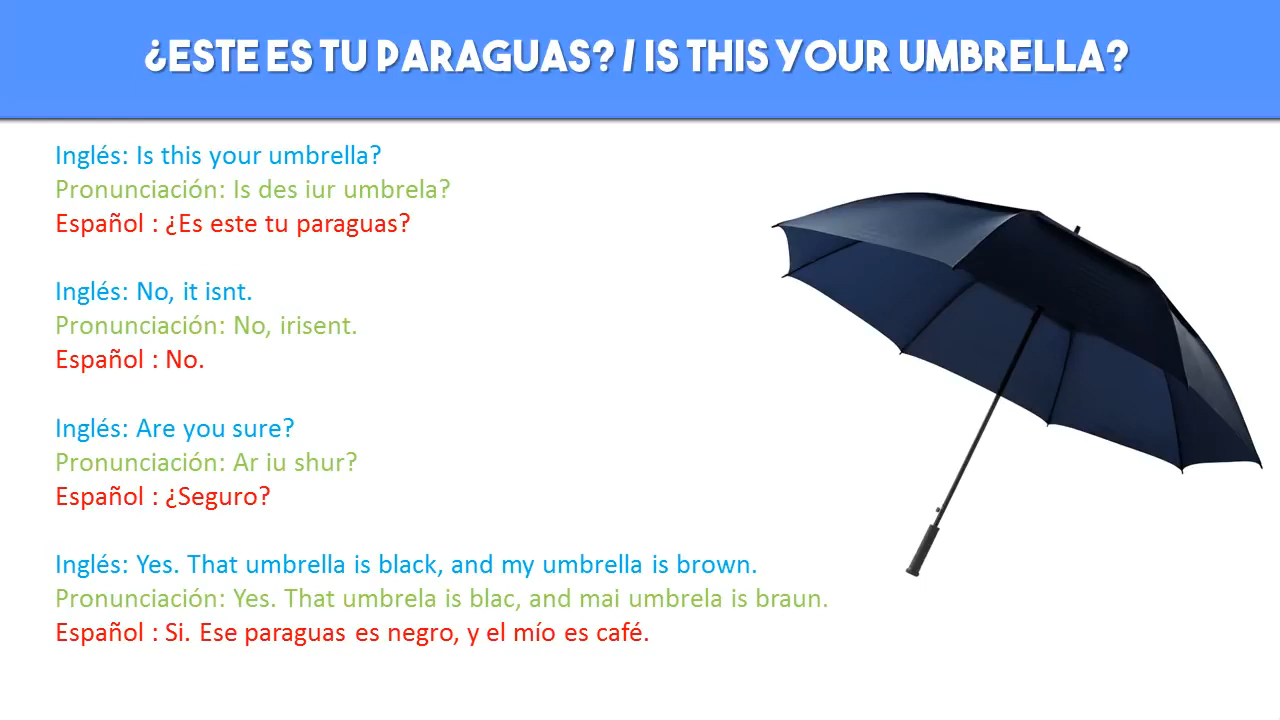 ¿ESTE ES TU PARAGUAS? / IS THIS YOUR UMBRELLA?
Inglés: Is this your umbrella?
Pronunciación: Is des iur umbrela?
Español : ¿Es este tu paraguas?
Inglés: No, it isnt.
Pronunciación: No, irisent.
Español : No.
Inglés: Are you sure?
Pronunciación: Ar iu shur?
Español : ¿Seguro?
Inglés: Yes. That umbrella is black, and my umbrella is brown.
Pronunciación: Yes. That umbrela is blac, and mai umbrela is braun.
Español : Si. Ese paraguas es negro, y el mío es café.